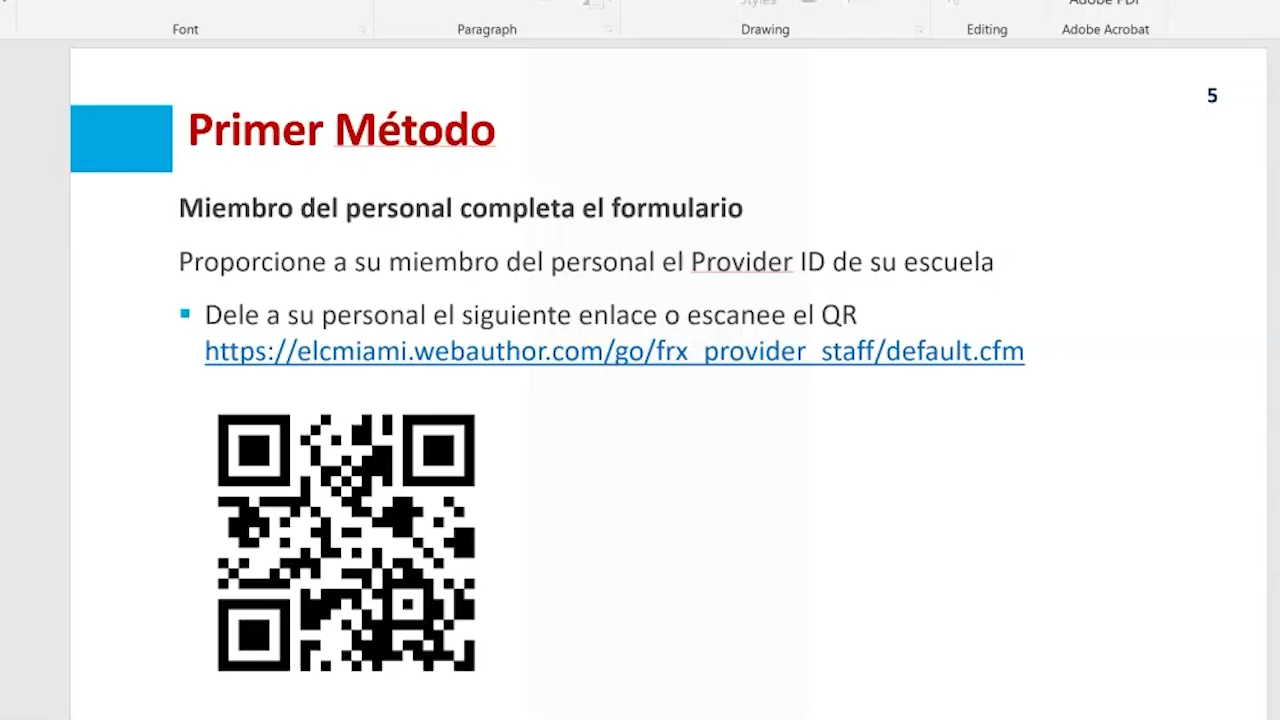 Font
Paragraph
Drawing
Editing
Adobe Acrobat
5
Primer Método
Miembro del personal completa el formulario
Proporcione a su miembro del personal el Provider ID de su escuela
Dele a su personal el siguiente enlace o escanee el QR
https://elcmiami.webauthor.com/go/frx_provider_staff/default.cfm